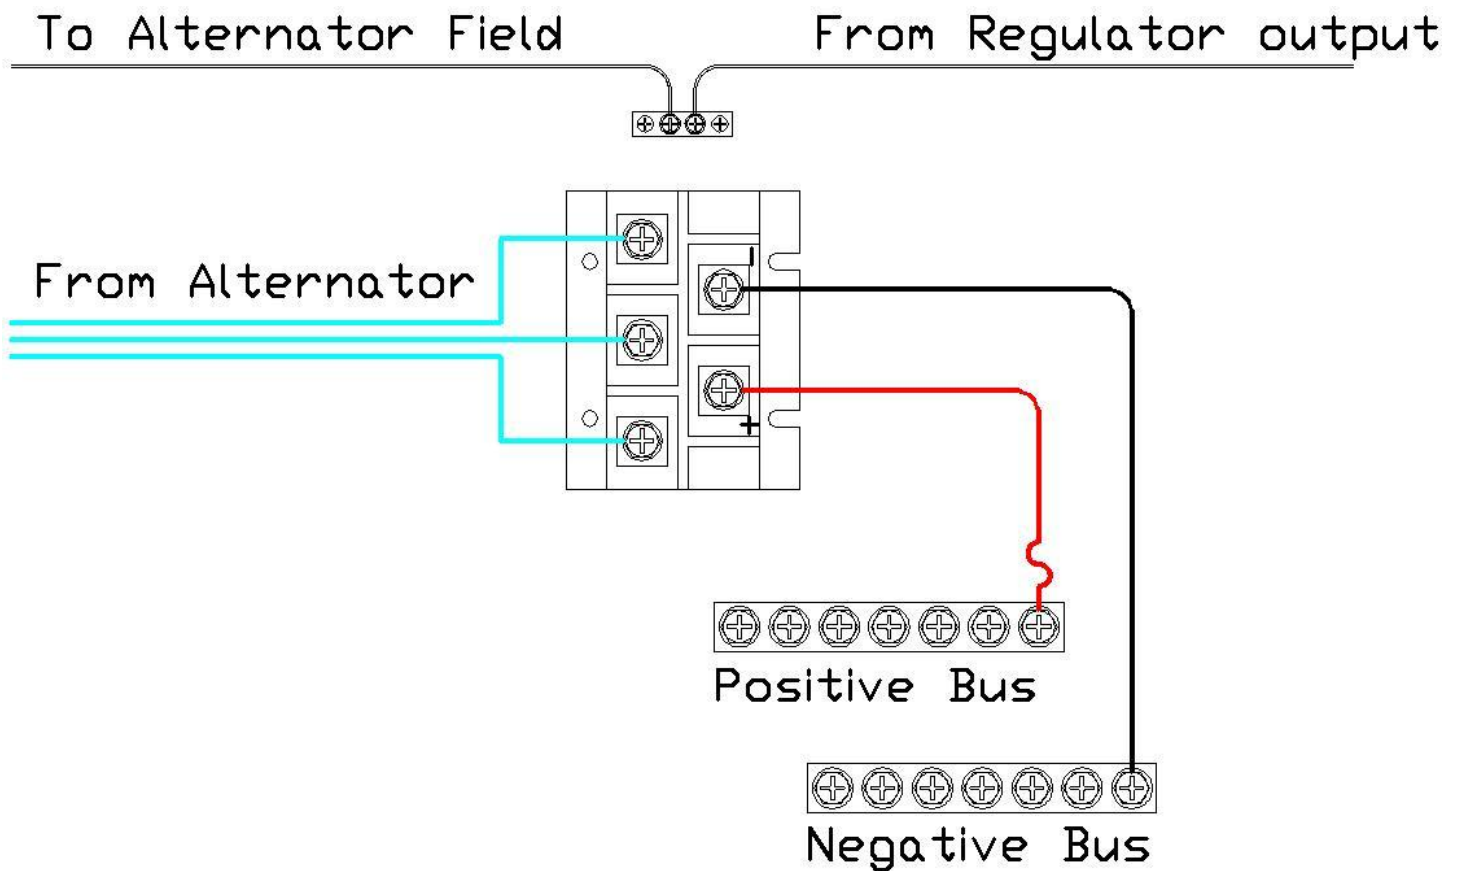 To Alternator Field
From Regulator output
From Alternator
-
+
Positive Bus
Negative Bus